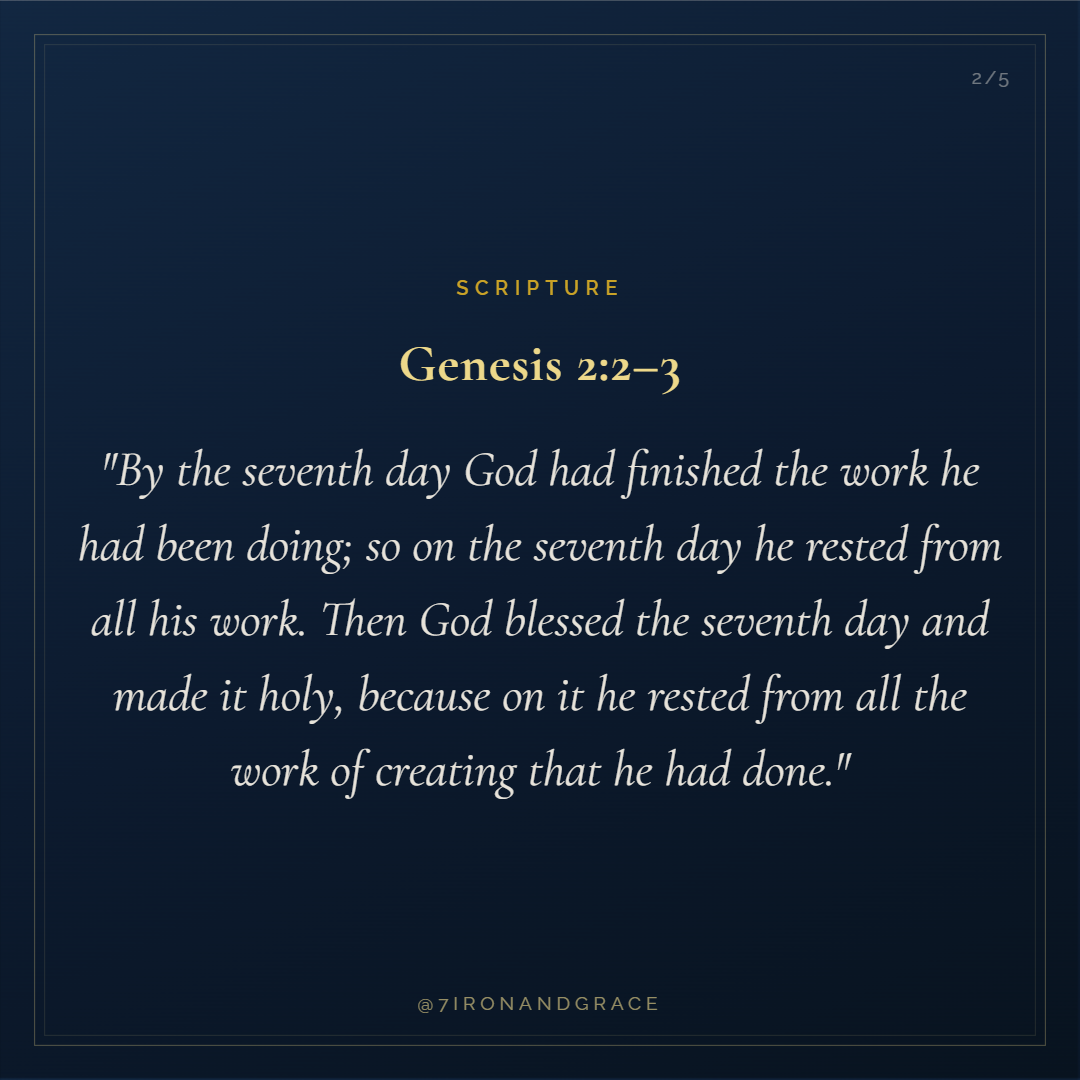 2/5
SCRIPTURE
Genesis 2:2–3
"By the seventh day God had finished the work he
had been doing; so on the seventh day he rested from
all his work. Then God blessed the seventh day and
made it holy, because on it he rested from all the
work of creating that he had done."
@7IRONANDGRACE